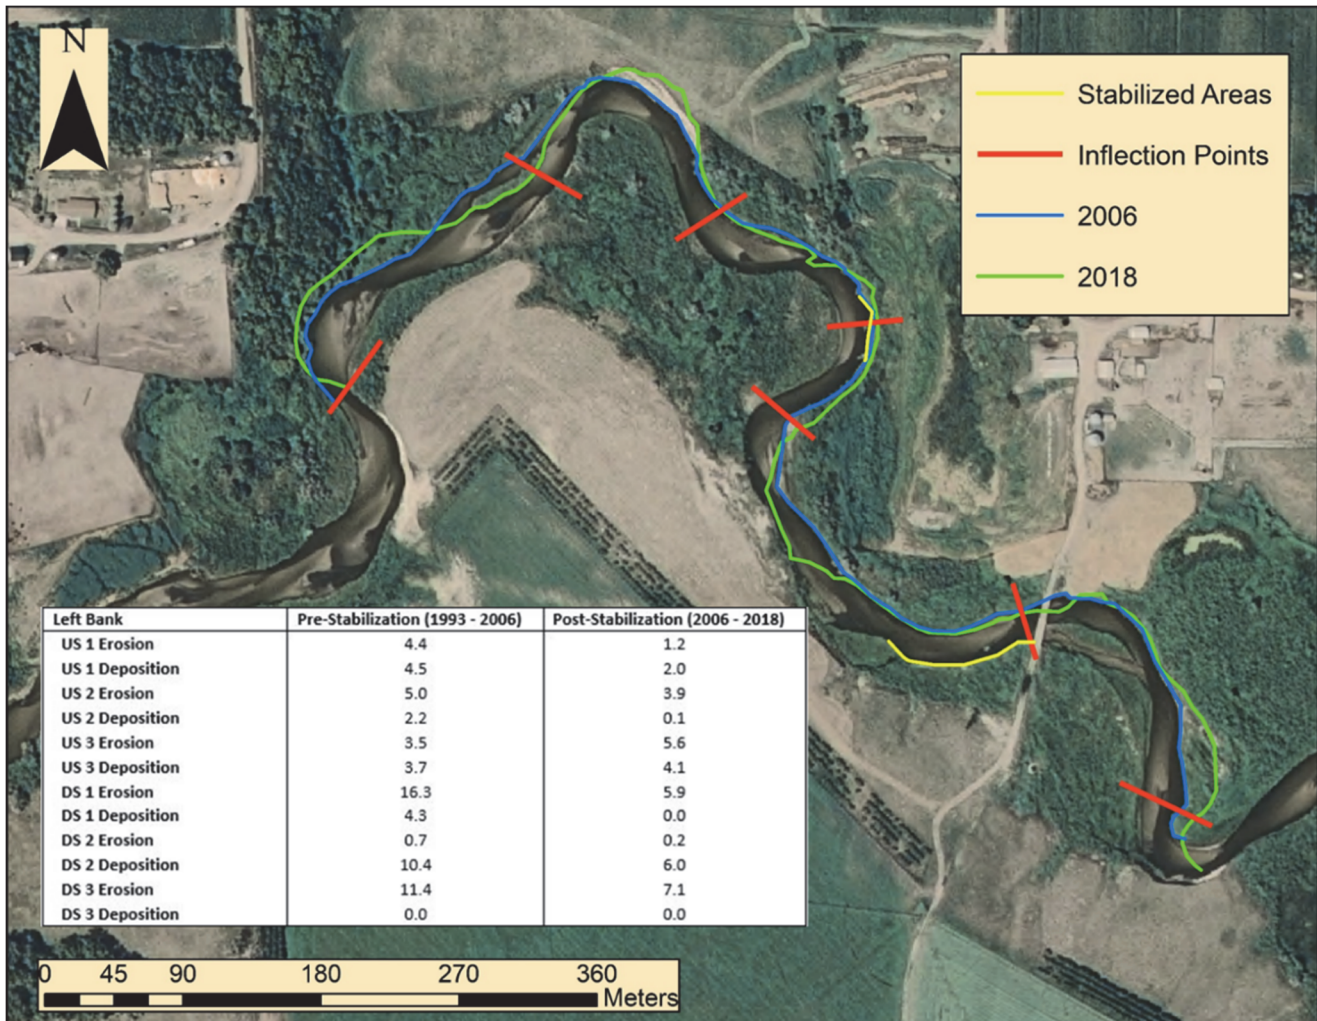 N
Stabilized Areas
Inflection Points
2006
2018
Left Bank Pre-Stabilization (1993 - 2006) Post-Stabilization (2006 - 2018)
US 1 Erosion 4.4 1.2
US 1 Deposition 4.5 2.0
US 2 Erosion 5.0 3.9
US 2 Deposition 2.2 0.1
US 3 Erosion 3.5 5.6
US 3 Deposition 3.7 4.1
DS 1 Erosion 16.3 5.9
DS 1 Deposition 4.3 0.0
DS 2 Erosion 0.7 0.2
DS 2 Deposition 10.4 6.0
DS 3 Erosion 11.4 7.1
DS 3 Deposition 0.0 0.0
0 45 90 180 270 360
Meters